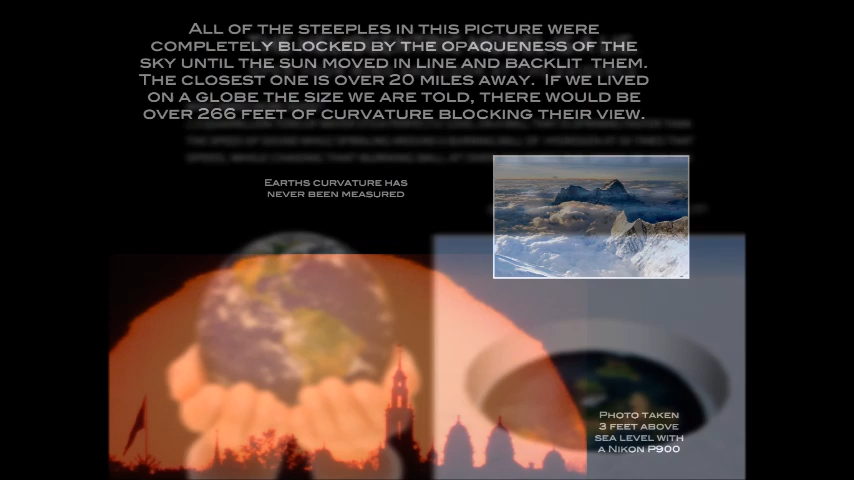 All of the steeples in this picture were
completely blocked by the opaqueness of the
sky until the sun moved in line and backlit them.
The closest one is over 20 miles away. If we lived
on a globe the size we are told, there would be
over 266 feet of curvature blocking their view.
Earths curvature has
never been measured
Photo taken
3 feet above
sea level with
a Nikon P900